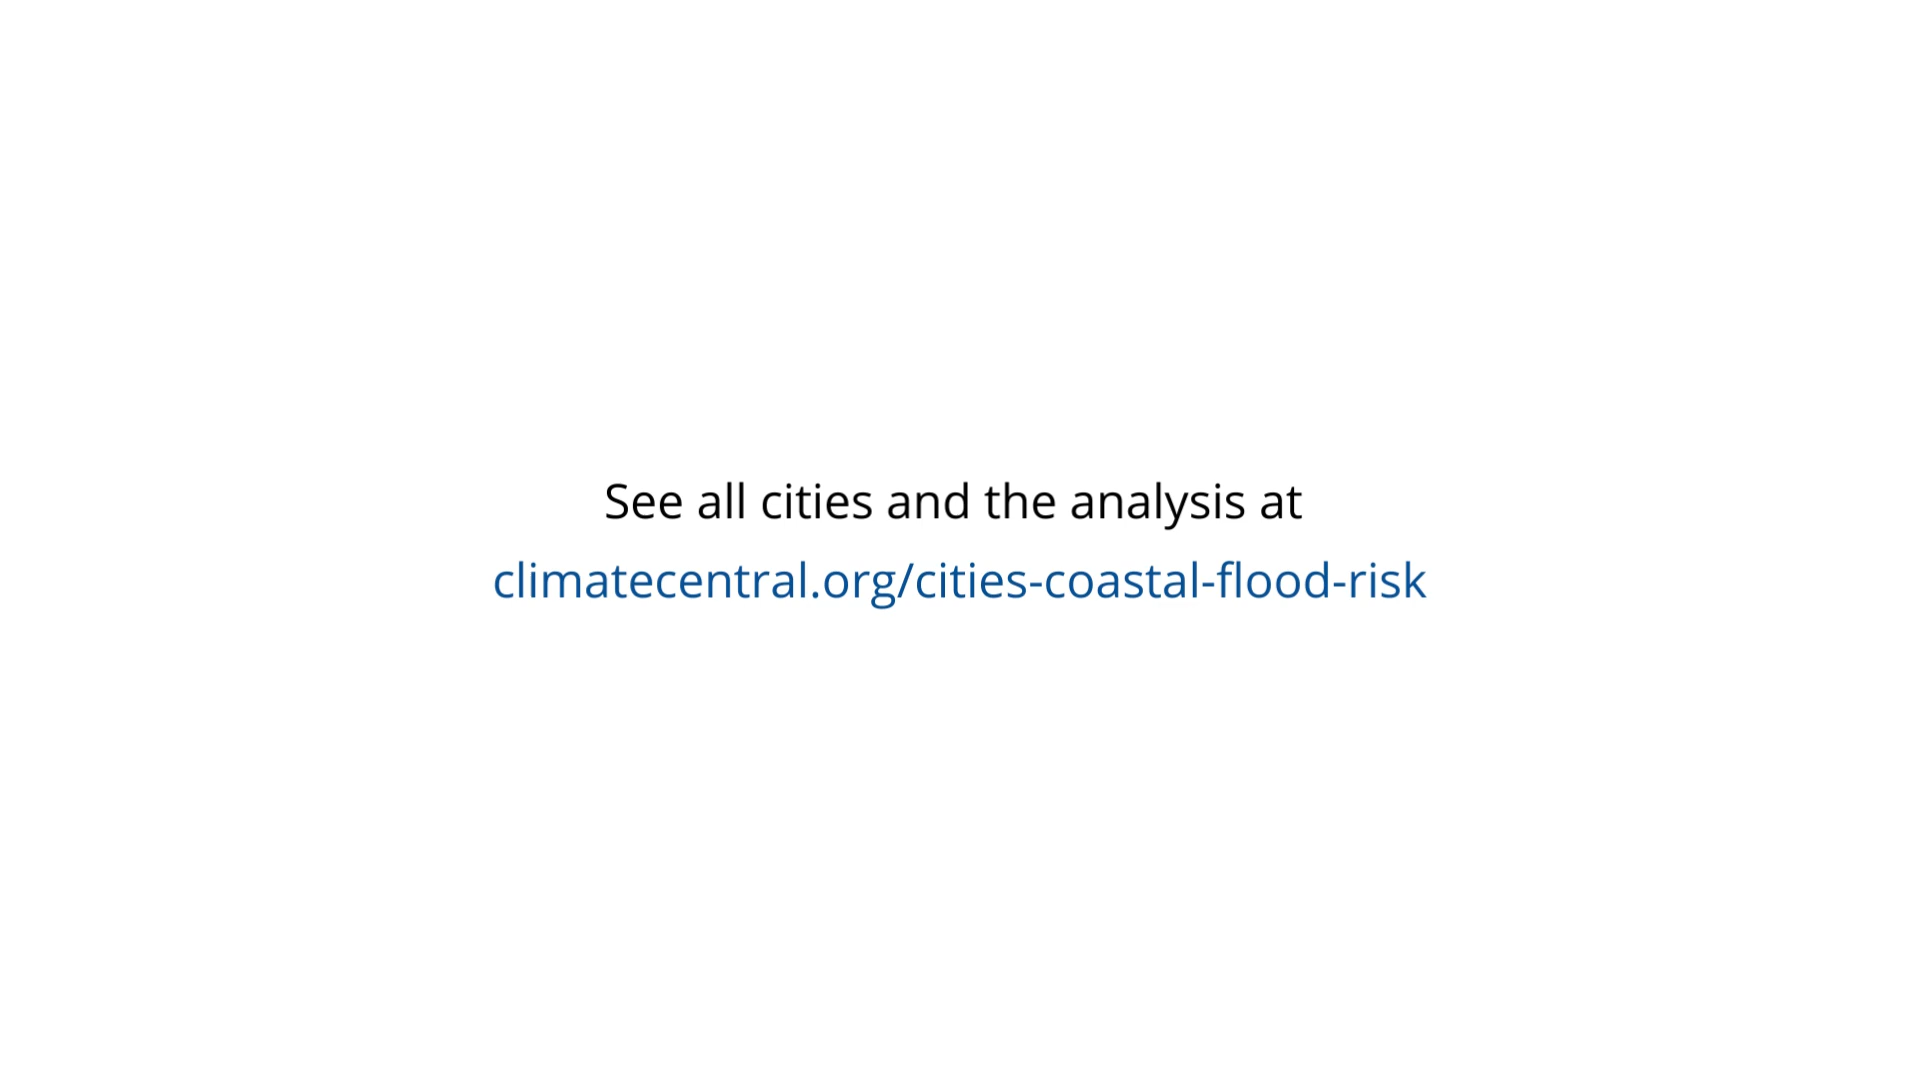 See all cities and the analysis at
climatecentral.org/cities-coastal-flood-risk